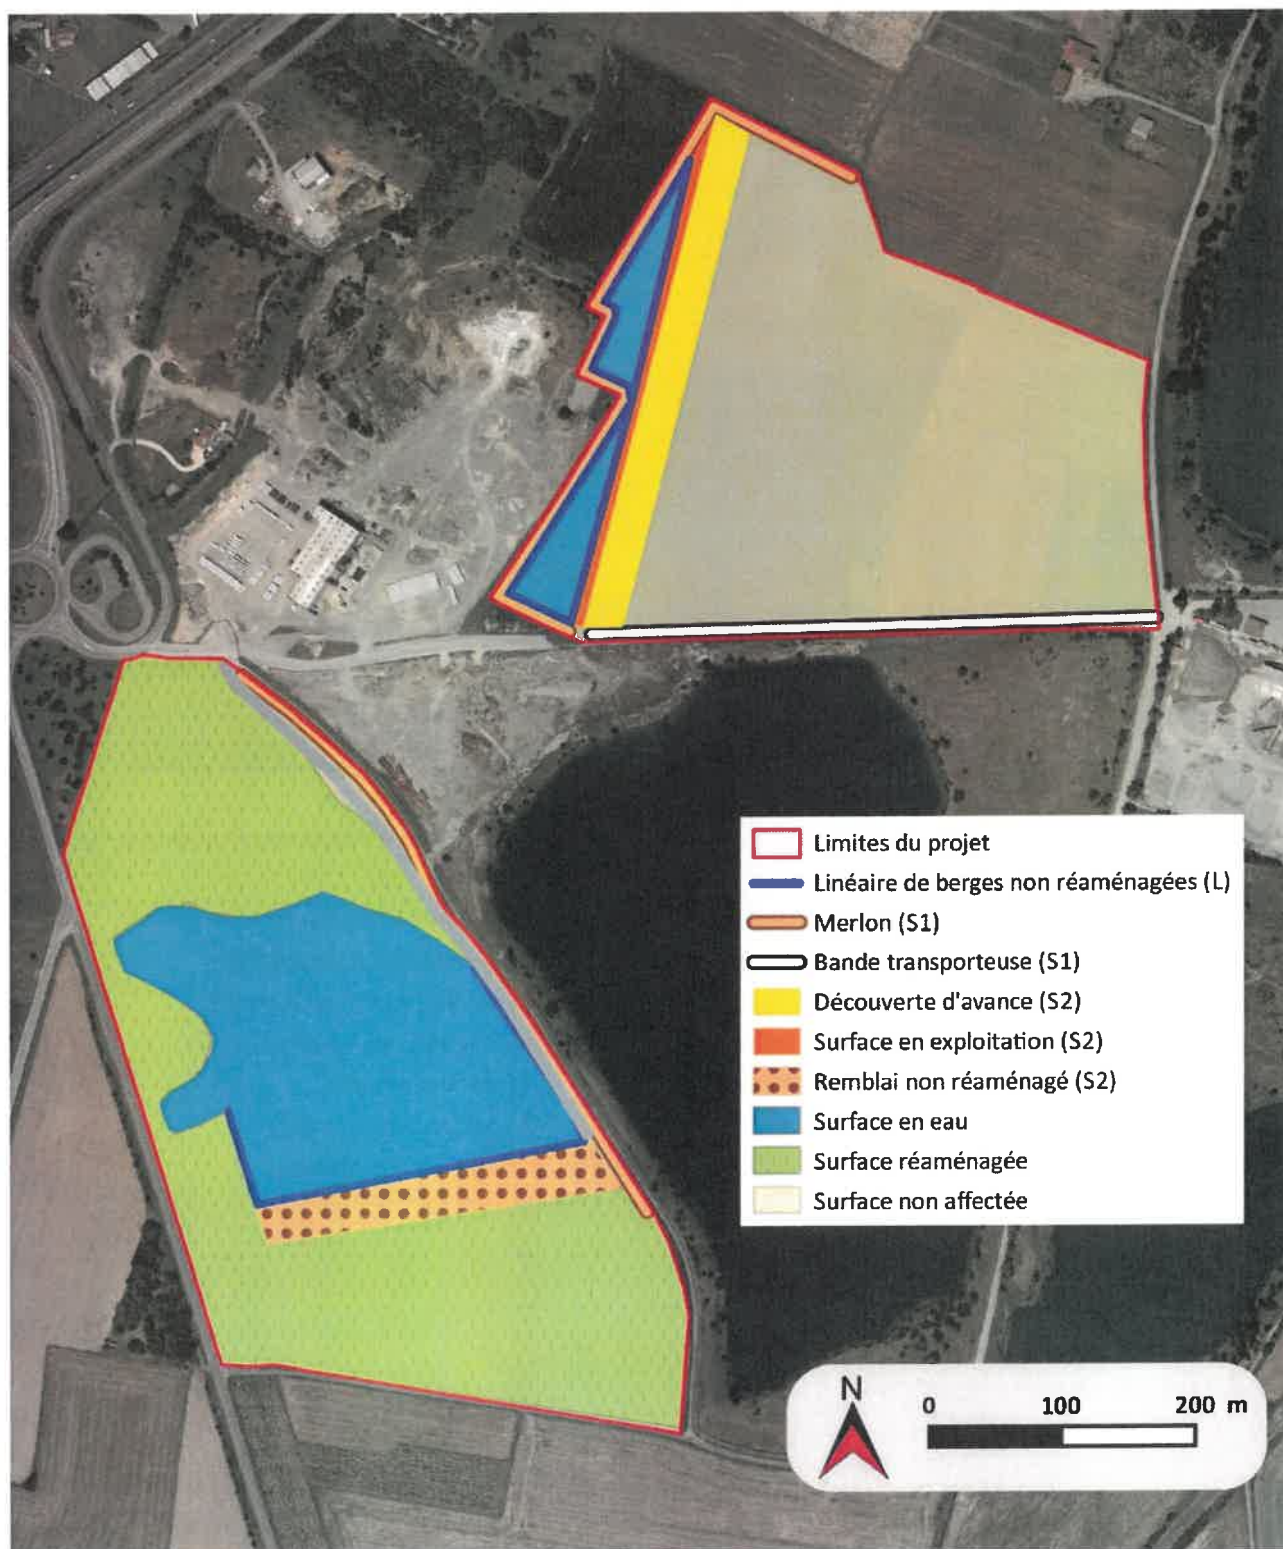 Limites du projet
Linéaire de berges non réaménagées (L)
Merlon (S1)
Bande transporteuse (S1)
Découverte d'avance (S2)
Surface en exploitation (S2)
Remblai non réaménagé (S2)
Surface en eau
Surface réaménagée
Surface non affectée
N
0 100 200 m